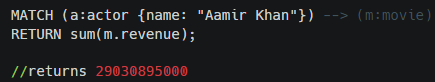 MATCH (a:actor {name: "Aamir Khan"}) --> (m:movie)
RETURN sum(m.revenue);
//returns 29030895000